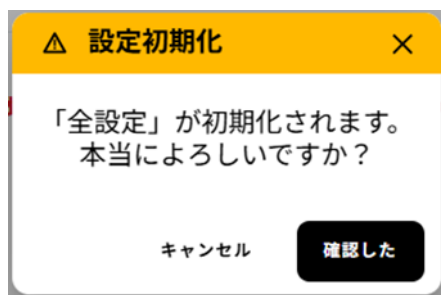 設定初期化
「全設定」が初期化されます。
本当によろしいですか？
キャンセル
確認した